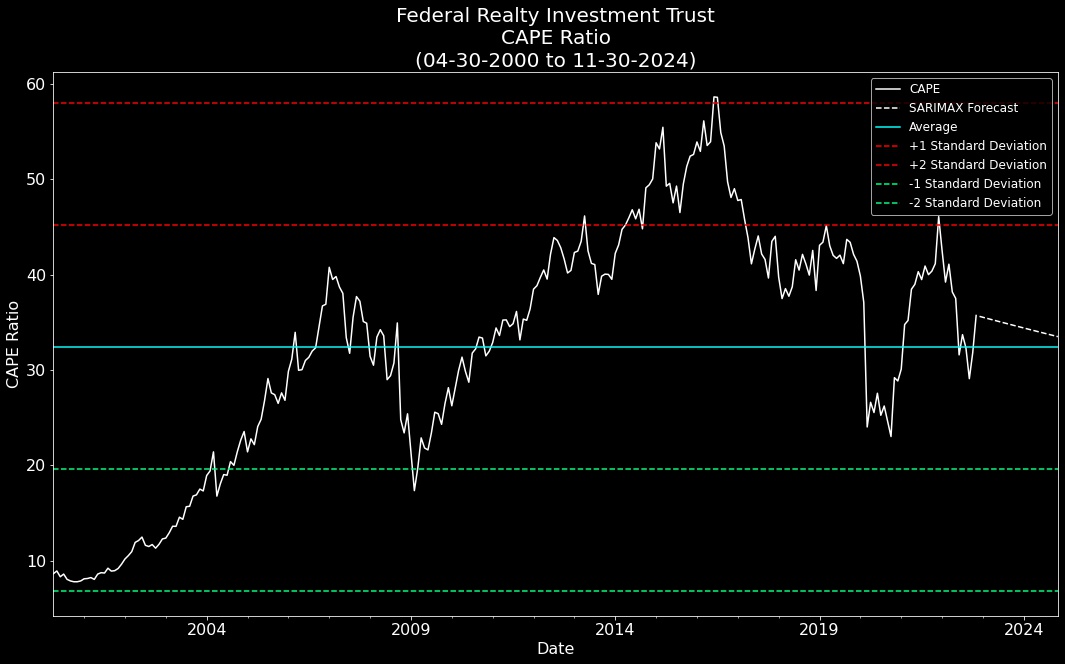 Federal Realty Investment Trust
CAPE Ratio
(04-30-2000 to 11-30-2024)
CAPE
SARIMAX Forecast
Average
+1 Standard Deviation
+2 Standard Deviation
-1 Standard Deviation
-2 Standard Deviation
60
50
40
30
20
10
CAPE Ratio
2004
2009
2014
2019
2024
Date